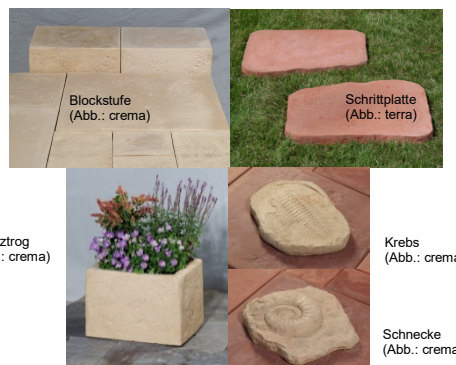 Blockstufe
(Abb.: crema)
Schrittplatte
(Abb.: terra)
ztrog
.: crema)
Krebs
(Abb.: crema
Schnecke
(Abb.: crema